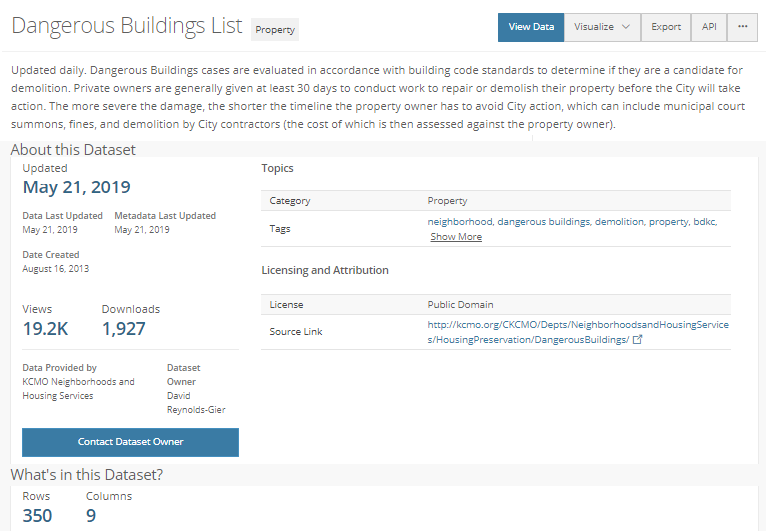 Dangerous Buildings List Property
View Data Visualize Export API ...
Updated daily. Dangerous Buildings cases are evaluated in accordance with building code standards to determine if they are a candidate for
demolition. Private owners are generally given at least 30 days to conduct work to repair or demolish their property before the City will take
action. The more severe the damage, the shorter the timeline the property owner has to avoid City action, which can include municipal court
summons, fines, and demolition by City contractors (the cost of which is then assessed against the property owner).
About this Dataset
Updated
May 21, 2019
Data Last Updated Metadata Last Updated
May 21, 2019 May 21, 2019
Date Created
August 16, 2013
Views Downloads
19.2K 1,927
Data Provided by
KCMO Neighborhoods and
Housing Services
Dataset
Owner
David
Reynolds-Gier
Contact Dataset Owner
Topics
Category Property
Tags neighborhood, dangerous buildings, demolition, property, bdkc,
Show More
Licensing and Attribution
License Public Domain
Source Link http://kcmo.org/CKCMO/Depts/NeighborhoodsandHousingService
s/HousingPreservation/DangerousBuildings/
What's in this Dataset?
Rows Columns
350 9